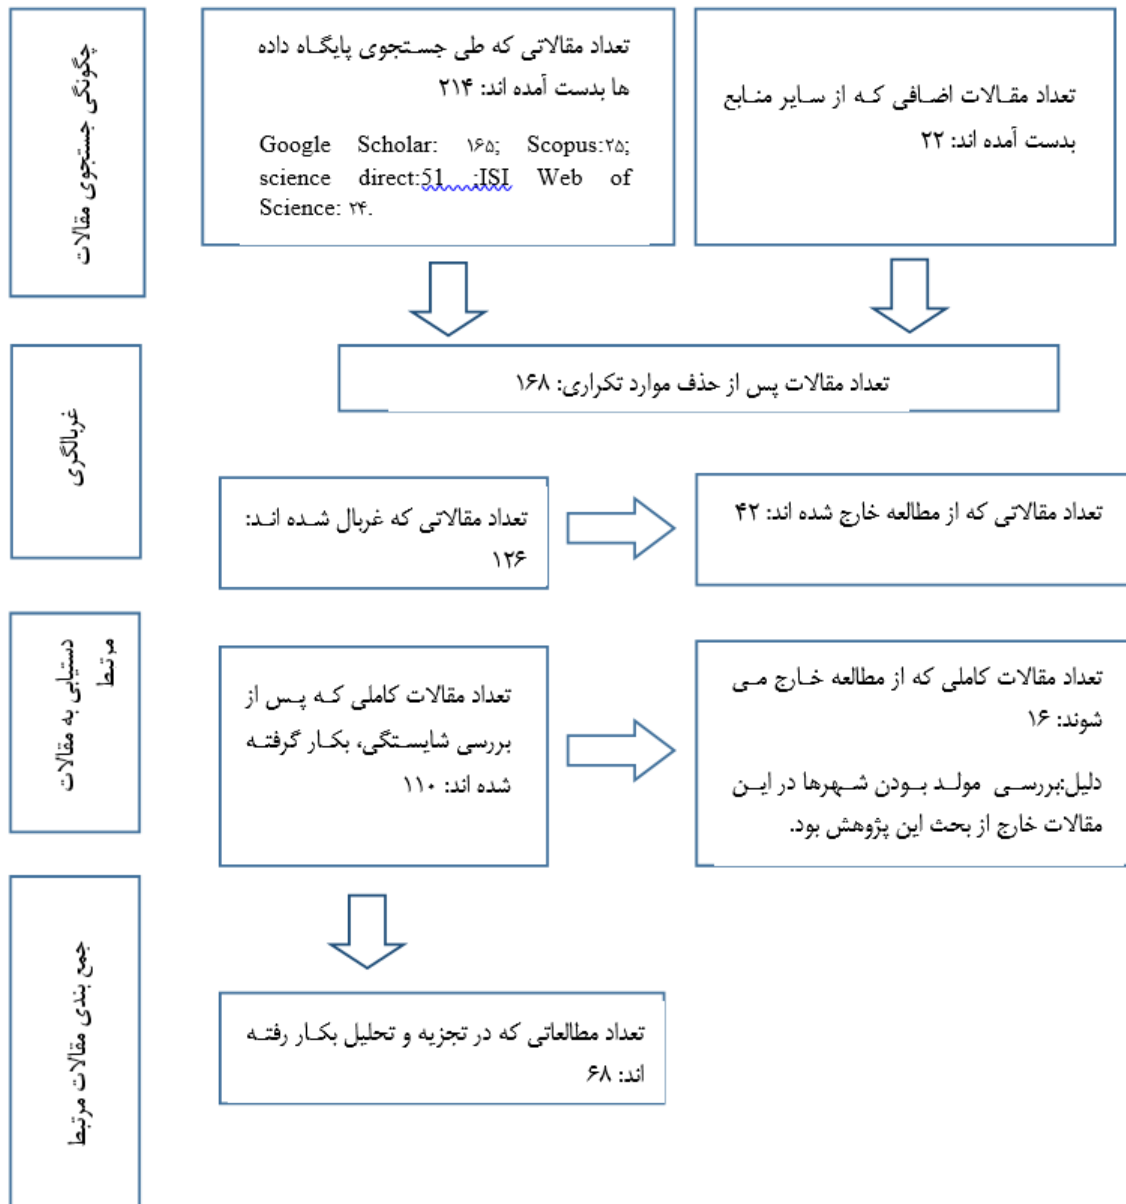 چگونگی جستجوی مقالات
تعداد مقالاتی که طی جستجوی پایگاه داده
ها بدست آمده اند: ۲۱۴
Google Scholar: ۱۶۵; Scopus:۲۵;
science direct:51 ;ISI Web of
Science: ۲۴.
تعداد مقالات اضافی که از سایر منابع
بدست آمده اند: ۲۲
غربالگری
تعداد مقالات پس از حذف موارد تکراری: ۱۶۸
تعداد مقالاتی که غربال شده اند:
۱۲۶
تعداد مقالاتی که از مطالعه خارج شده اند: ۴۲
دستیابی به مقالات
مرتبط
تعداد مقالات کاملی که پس از
بررسی شایستگی، بکار گرفته
شده اند: ۱۱۰
تعداد مقالات کاملی که از مطالعه خارج می
شوند: ۱۶
دلیل:بررسی مولد بودن شهرها در این
مقالات خارج از بحث این پژوهش بود.
جمع بندی مقالات مرتبط
تعداد مطالعاتی که در تجزیه و تحلیل بکار رفته
اند: ۶۸